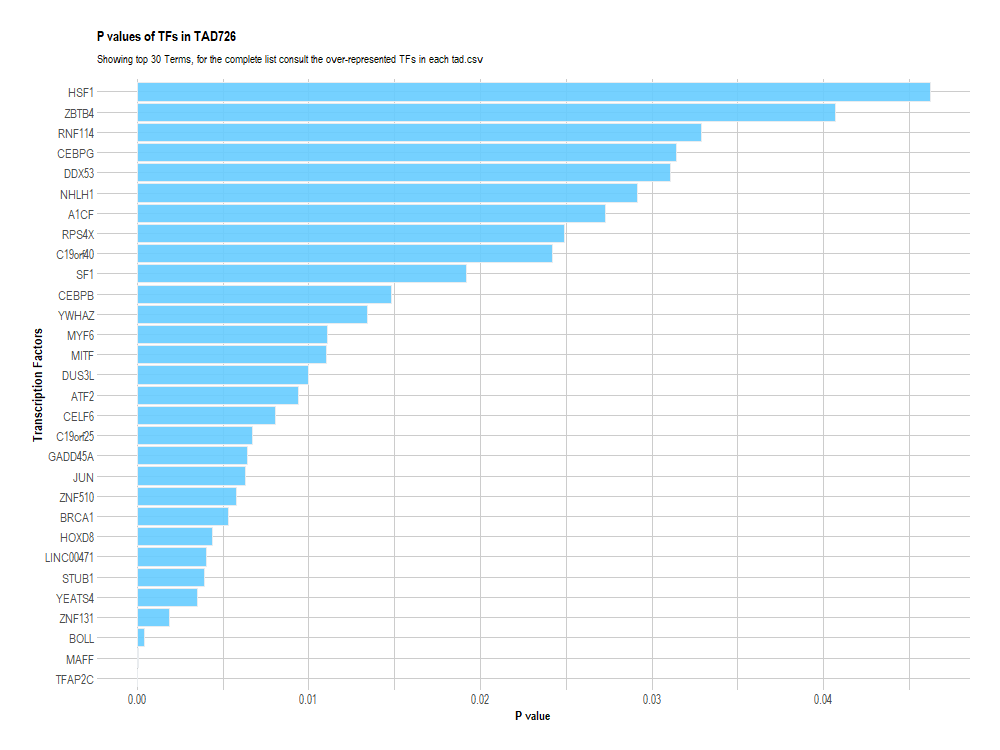 P values of TFs in TAD726
Showing top 30 Terms, for the complete list consult the over-represented TFs in each tad.csv
HSF1
ZBTB4
RNF114
CEBPG
DDX53
NHLH1
A1CF
RPS4X
C19orf40
SF1
CEBPB
YWHAZ
MYF6
MITF
DUS3L
ATF2
CELF6
C19orf25
GADD45A
JUN
ZNF510
BRCA1
HOXD8
LINC00471
STUB1
YEATS4
ZNF131
BOLL
MAFF
TFAP2C
Transcription Factors
0.00 0.01 0.02 0.03 0.04
P value